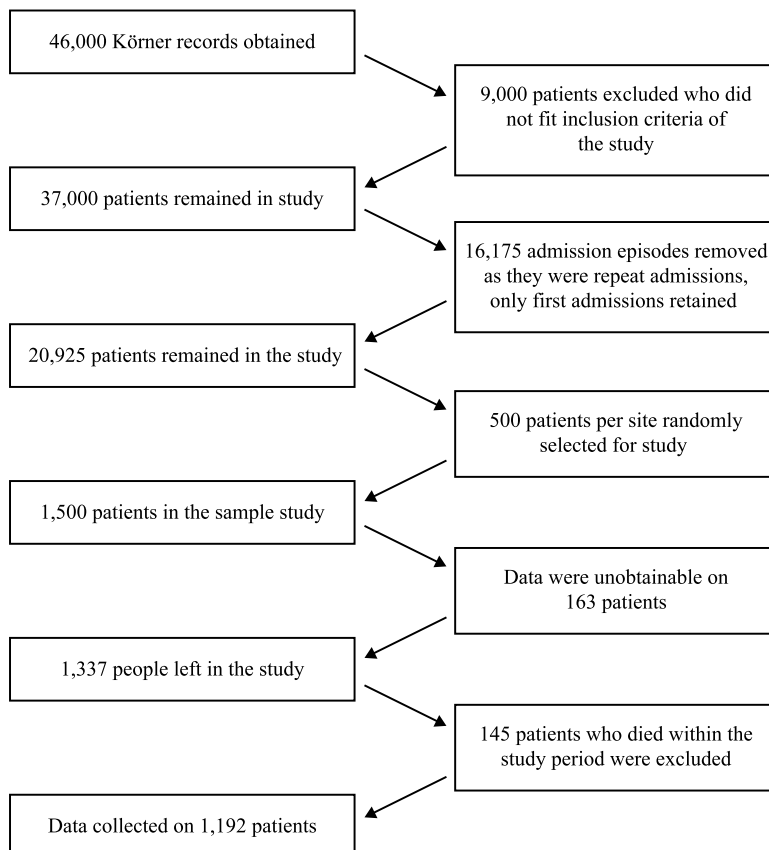 46,000 Körner records obtained
9,000 patients excluded who did
not fit inclusion criteria of
the study
37,000 patients remained in study
16,175 admission episodes removed
as they were repeat admissions,
only first admissions retained
20,925 patients remained in the study
500 patients per site randomly
selected for study
1,500 patients in the sample study
Data were unobtainable on
163 patients
1,337 people left in the study
145 patients who died within the
study period were excluded
Data collected on 1,192 patients